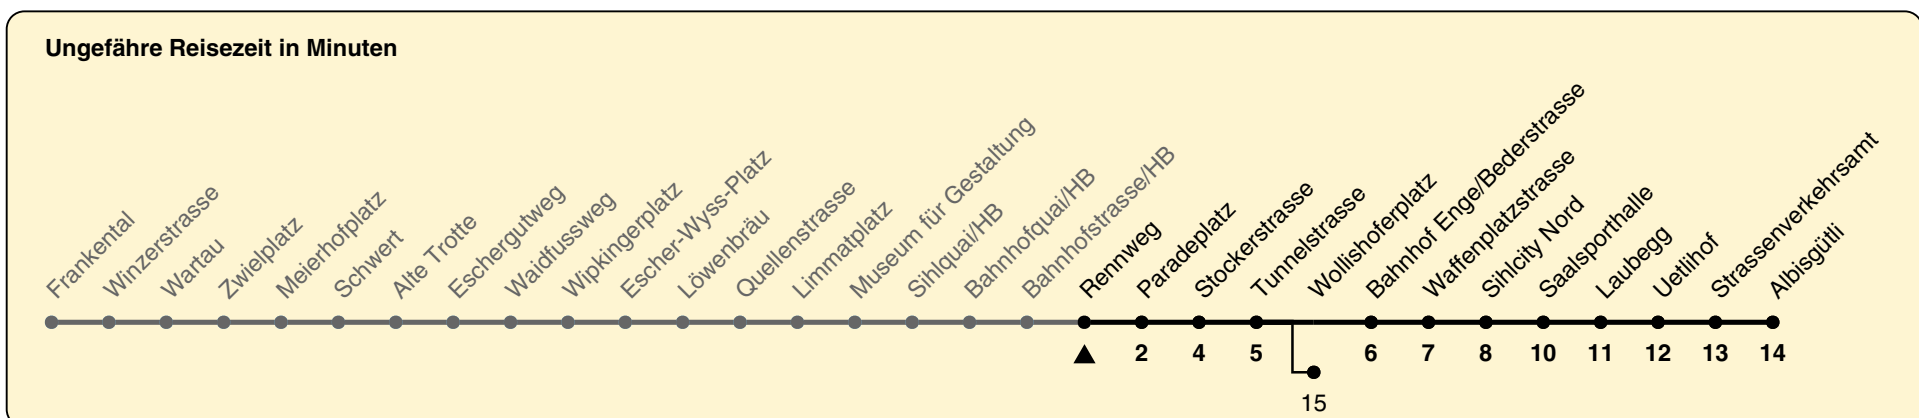 Ungefähre Reisezeit in Minuten
Frankental
Winzerstrasse
Wartau
Zwielplatz
Meierhofplatz
Schwert
Alte Trotte
Eschergutweg
Waidfussweg
Wipkingerplatz
Escher-Wyss-Platz
Löwenbräu
Quellenstrasse
Limmatplatz
Museum für Gestaltung
Sihlquai/HB
Bahnhofquai/HB
Bahnhofstrasse/HB
Rennweg
Paradeplatz
Stockerstrasse
Tunnelstrasse
Wollishoferplatz
Bahnhof Enge/Bederstrasse
Waffenplatzstrasse
Sihlcity Nord
Saalsporthalle
Laubegg
Uetlihof
Strassenverkehrsamt
Albisgütli
2 4 5 6 7 8 10 11 12 13 14
15